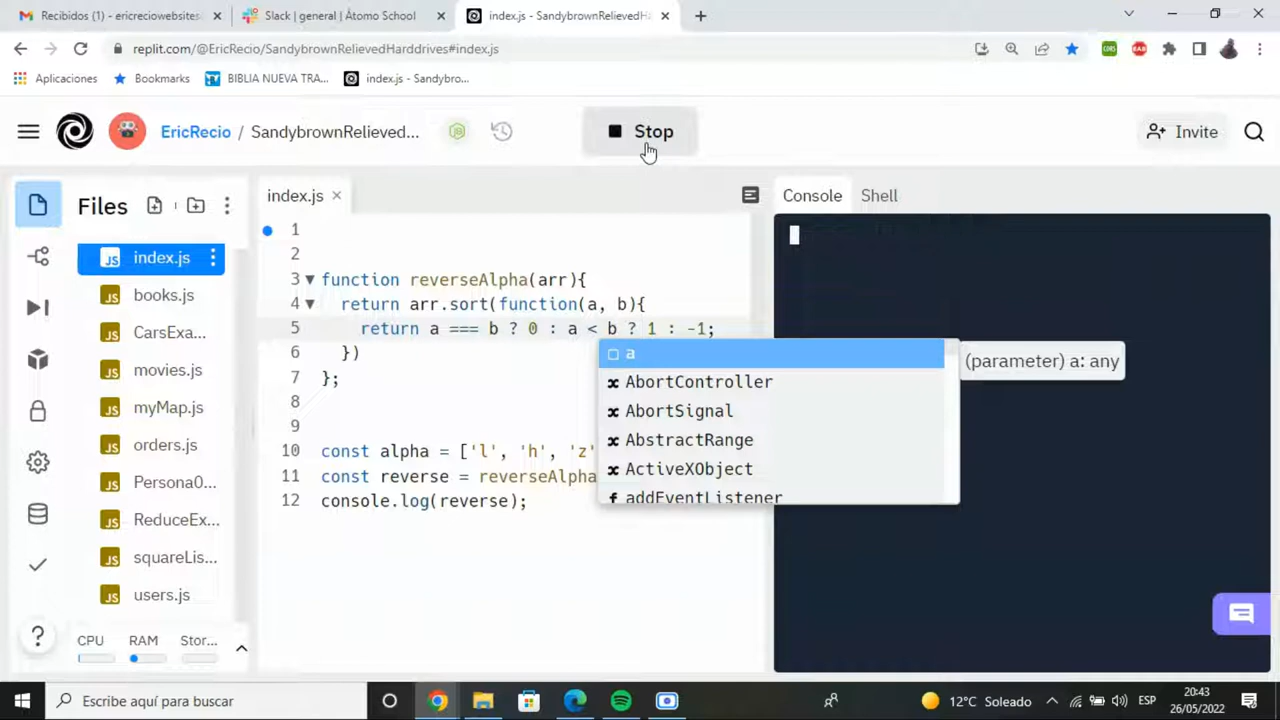 Recibidos (1) - ericreciowebsites
Slack | general | Átomo School
index.js - SandybrownRelievedHa
replit.com/@EricRecio/SandybrownRelievedHarddrives#index.js
Aplicaciones
Bookmarks
BIBLIA NUEVA TRA...
index.js - Sandybro...
EricRecio / SandybrownRelieved...
Stop
Invite
Files
index.js
Console
Shell
index.js
books.js
CarsExa...
movies.js
myMap.js
orders.js
Persona0...
ReduceEx...
squareLis...
users.js
CPU
RAM
Stor...
1
2
3 function reverseAlpha(arr){
4 return arr.sort(function(a, b){
5 return a === b ? 0 : a < b ? 1 : -1;
6 })
7 };
8
9
10 const alpha = ['l', 'h', 'z'
11 const reverse = reverseAlpha
12 console.log(reverse);
a
AbortController
AbortSignal
AbstractRange
ActiveXObject
addEventListener
(parameter) a: any
Escribe aquí para buscar
12°C Soleado
ESP
20:43
26/05/2022